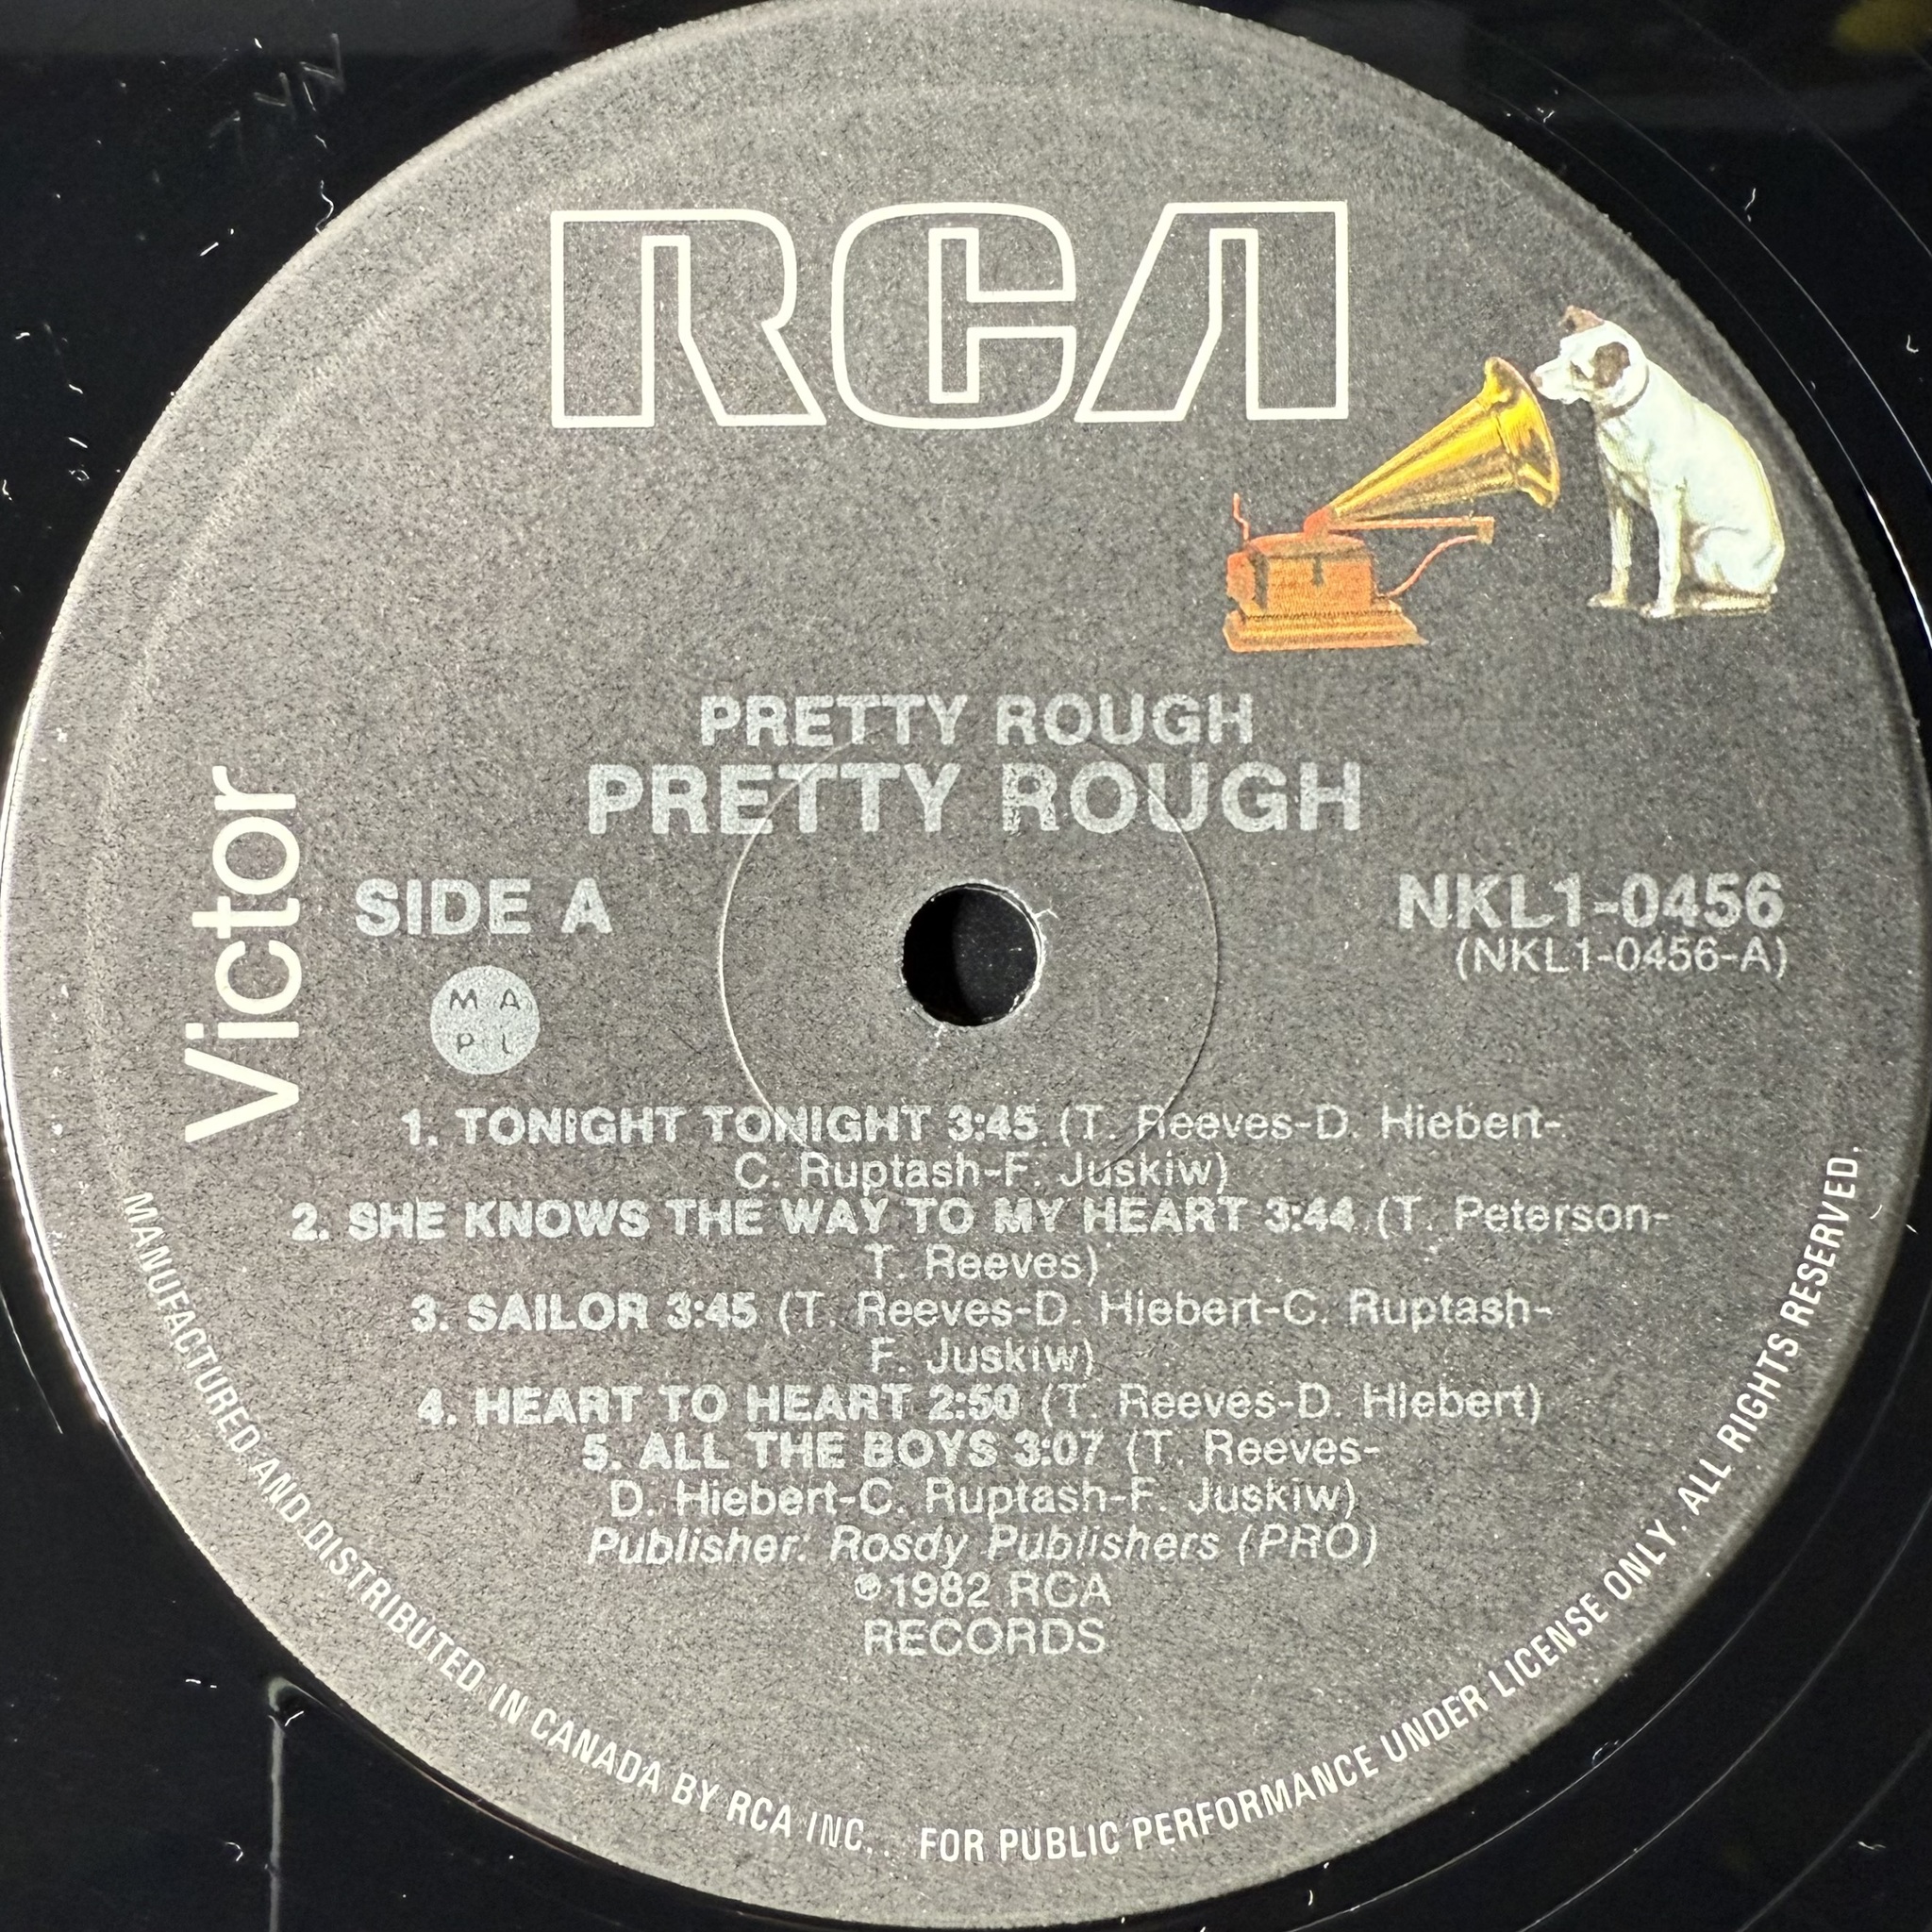 RCA
Victor
PRETTY ROUGH
PRETTY ROUGH
SIDE A
NKL1-0456
(NKL1-0456-A)
M A
P L
1. TONIGHT TONIGHT 3:45 (T. Reeves-D. Hiebert-
C. Ruptash-F. Juskiw)
2. SHE KNOWS THE WAY TO MY HEART 3:44 (T. Peterson-
T. Reeves)
3. SAILOR 3:45 (T. Reeves-D. Hiebert-C. Ruptash-
F. Juskiw)
4. HEART TO HEART 2:50 (T. Reeves-D. Hiebert)
5. ALL THE BOYS 3:07 (T. Reeves-
D. Hiebert-C. Ruptash-F. Juskiw)
Publisher: Rosdy Publishers (PRO)
℗1982 RCA
RECORDS
MANUFACTURED AND DISTRIBUTED IN CANADA BY RCA INC.. FOR PUBLIC PERFORMANCE UNDER LICENSE ONLY. ALL RIGHTS RESERVED.